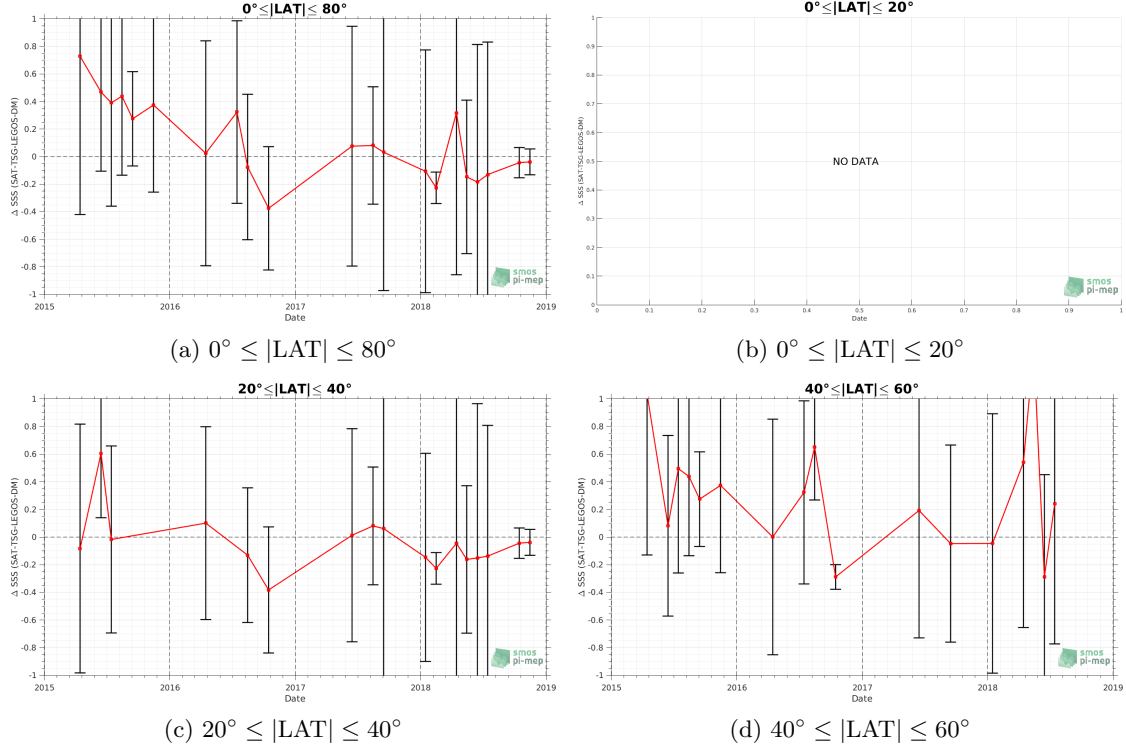 0°≤|LAT|≤ 80°
Δ SSS (SAT-TSG-LEGOS-DM)
1
0.8
0.6
0.4
0.2
0
-0.2
-0.4
-0.6
-0.8
-1
2015
2016
2017
2018
2019
Date
smos
pi-mep
(a) 0° ≤ |LAT| ≤ 80°
0°≤|LAT|≤ 20°
Δ SSS (SAT-TSG-LEGOS-DM)
1
0.9
0.8
0.7
0.6
0.5
0.4
0.3
0.2
0.1
0
NO DATA
0
0.1
0.2
0.3
0.4
0.5
0.6
0.7
0.8
0.9
1
Date
smos
pi-mep
(b) 0° ≤ |LAT| ≤ 20°
20°≤|LAT|≤ 40°
Δ SSS (SAT-TSG-LEGOS-DM)
1
0.8
0.6
0.4
0.2
0
-0.2
-0.4
-0.6
-0.8
-1
2015
2016
2017
2018
2019
Date
smos
pi-mep
(c) 20° ≤ |LAT| ≤ 40°
40°≤|LAT|≤ 60°
Δ SSS (SAT-TSG-LEGOS-DM)
1
0.8
0.6
0.4
0.2
0
-0.2
-0.4
-0.6
-0.8
-1
2015
2016
2017
2018
2019
Date
smos
pi-mep
(d) 40° ≤ |LAT| ≤ 60°